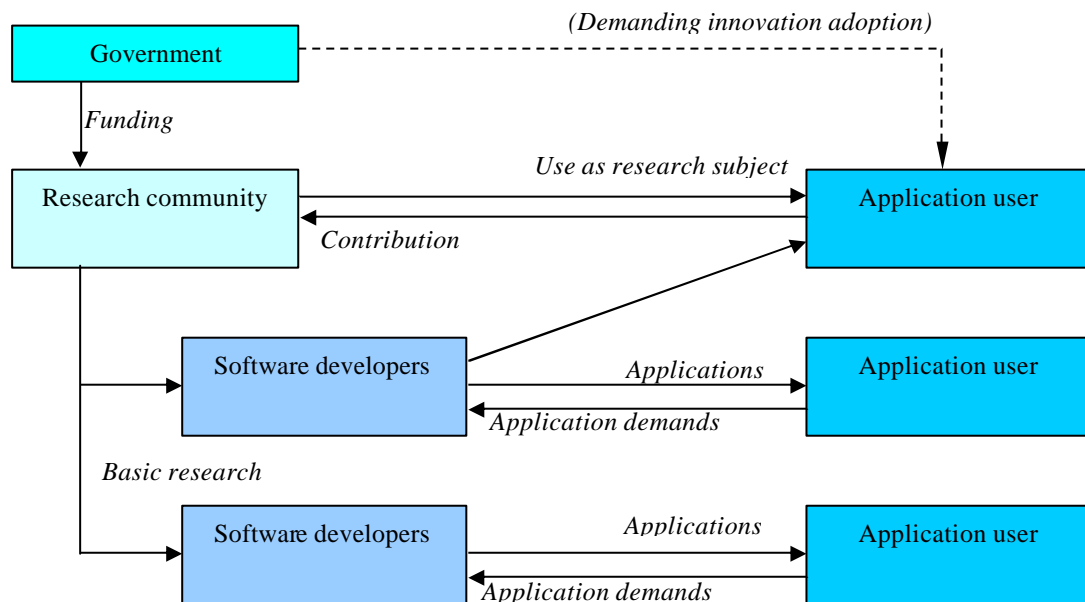 (Demanding innovation adoption)
Government
Funding
Use as research subject
Research community
Application user
Contribution
Software developers
Applications
Application user
Application demands
Basic research
Software developers
Applications
Application user
Application demands